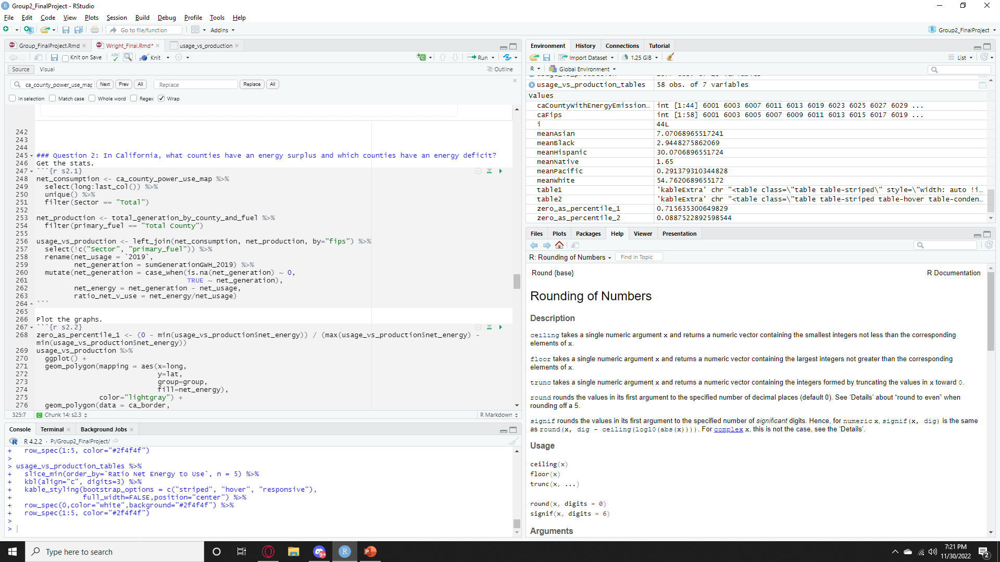 Group2_FinalProject - RStudio
File Edit Code View Plots Session Build Debug Profile Tools Help
Go to file/function Addins Group2_FinalProject
Group_FinalProject.Rmd Wright_Final.Rmd* usage_vs_production
Knit on Save ABC Knit Run
Source Visual Outline
ca_county_power_use_map Next Prev All Replace Replace All
In selection Match case Whole word Regex Wrap
242
243
244
245 ### Question 2: In California, what counties have an energy surplus and which counties have an energy deficit?
246 Get the stats.
247 ```{r s2.1}
248 net_consumption <- ca_county_power_use_map %>%
249 select(long:last_col()) %>%
250 unique() %>%
251 filter(Sector == "Total")
252
253 net_production <- total_generation_by_county_and_fuel %>%
254 filter(primary_fuel == "Total County")
255
256 usage_vs_production <- left_join(net_consumption, net_production, by="fips") %>%
257 select(!c("Sector", "primary_fuel")) %>%
258 rename(net_usage = `2019`,
259 net_generation = sumGenerationGWH_2019) %>%
260 mutate(net_generation = case_when(is.na(net_generation) ~ 0,
261 TRUE ~ net_generation),
262 net_energy = net_generation - net_usage,
263 ratio_net_v_use = net_energy/net_usage)
264 ```
265
266 Plot the graphs.
267 ```{r s2.2}
268 zero_as_percentile_1 <- (0 - min(usage_vs_production$net_energy)) / (max(usage_vs_production$net_energy) -
min(usage_vs_production$net_energy))
269 usage_vs_production %>%
270 ggplot() +
271 geom_polygon(mapping = aes(x=long,
272 y=lat,
273 group=group,
274 fill=net_energy),
275 color="lightgray") +
276 geom_polygon(data = ca_border,
325:7 Chunk 14: s2.3 R Markdown
Console Terminal Background Jobs
R 4.2.2 · P:/Group2_FinalProject/
+ row_spec(1:5, color="#2f4f4f")
>
> usage_vs_production_tables %>%
+ slice_min(order_by=`Ratio Net Energy to Use`, n = 5) %>%
+ kbl(align="c", digits=3) %>%
+ kable_styling(bootstrap_options = c("striped", "hover", "responsive"),
+ full_width=FALSE,position="center") %>%
+ row_spec(0,color="white",background="#2f4f4f") %>%
+ row_spec(1:5, color="#2f4f4f")
>
>
Environment History Connections Tutorial
Import Dataset 1.25 GiB List
R Global Environment
usage_vs_production_tables 58 obs. of 7 variables
Values
caCountyWithEnergyEmission… int [1:44] 6001 6003 6007 6011 6013 6019 6023 6025 6027 6029 ...
caFips int [1:58] 6001 6003 6005 6007 6009 6011 6013 6015 6017 6019 ...
i 44L
meanAsian 7.07068965517241
meanBlack 2.9448275862069
meanHispanic 30.0706896551724
meanNative 1.65
meanPacific 0.291379310344828
meanWhite 54.7620689655172
table1 'kableExtra' chr "<table class=\"table table-striped\" style=\"width: auto !i…
table2 'kableExtra' chr "<table class=\"table table-striped table-hover table-conden…
zero_as_percentile_1 0.715635300649829
zero_as_percentile_2 0.0887522892598544
Files Plots Packages Help Viewer Presentation
R: Rounding of Numbers Find in Topic
Round {base} R Documentation
Rounding of Numbers
Description
ceiling takes a single numeric argument x and returns a numeric vector containing the smallest integers not less than the corresponding
elements of x.
floor takes a single numeric argument x and returns a numeric vector containing the largest integers not greater than the corresponding
elements of x.
trunc takes a single numeric argument x and returns a numeric vector containing the integers formed by truncating the values in x toward 0.
round rounds the values in its first argument to the specified number of decimal places (default 0). See ‘Details’ about “round to even” when
rounding off a 5.
signif rounds the values in its first argument to the specified number of significant digits. Hence, for numeric x, signif(x, dig) is the same
as round(x, dig - ceiling(log10(abs(x)))). For complex x, this is not the case, see the ‘Details’.
Usage
ceiling(x)
floor(x)
trunc(x, ...)
round(x, digits = 0)
signif(x, digits = 6)
Arguments
Type here to search
9+
7:21 PM
11/30/2022
2